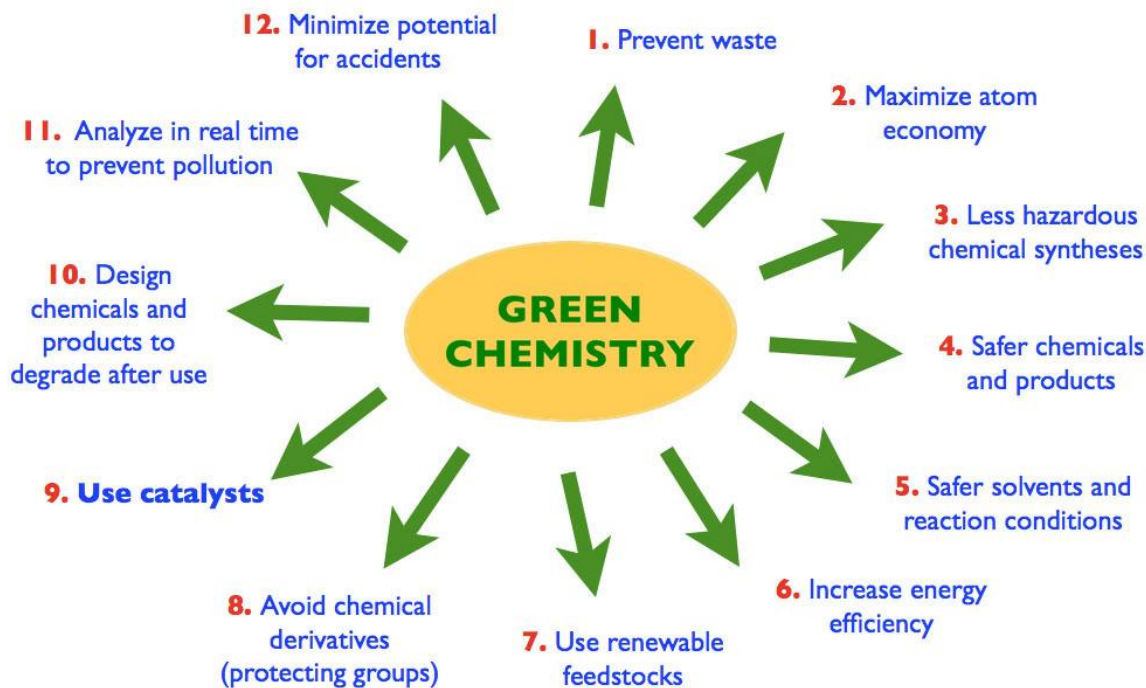 GREEN
CHEMISTRY
1. Prevent waste
2. Maximize atom
economy
3. Less hazardous
chemical syntheses
4. Safer chemicals
and products
5. Safer solvents and
reaction conditions
6. Increase energy
efficiency
7. Use renewable
feedstocks
8. Avoid chemical
derivatives
(protecting groups)
9. Use catalysts
10. Design
chemicals and
products to
degrade after use
11. Analyze in real time
to prevent pollution
12. Minimize potential
for accidents